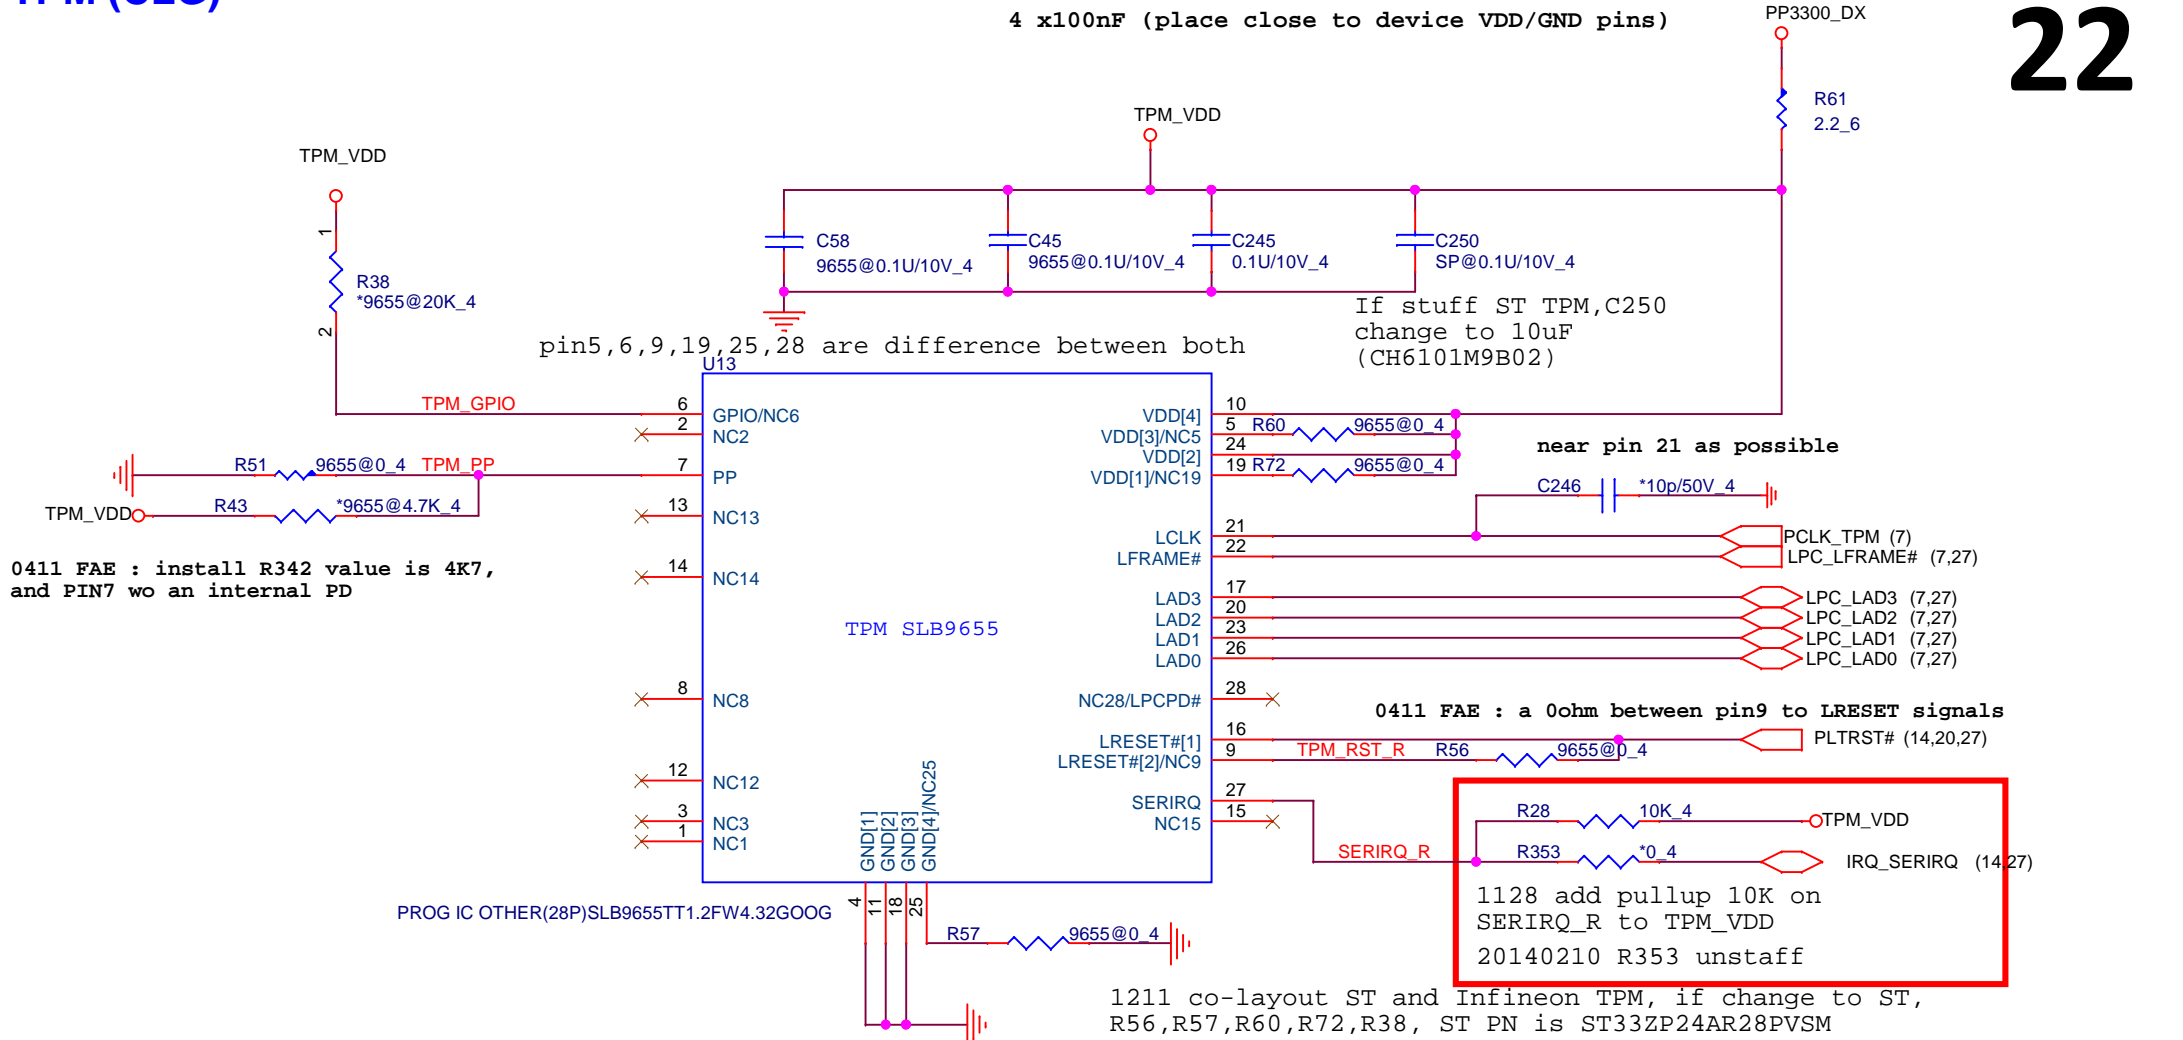 4 x100nF (place close to device VDD/GND pins)
PP3300_DX
22
R61
2.2_6
TPM_VDD
TPM_VDD
1
R38
*9655@20K_4
2
C58
9655@0.1U/10V_4
C45
9655@0.1U/10V_4
C245
0.1U/10V_4
C250
SP@0.1U/10V_4
If stuff ST TPM,C250
change to 10uF
(CH6101M9B02)
pin5,6,9,19,25,28 are difference between both
U13
TPM_GPIO
6
GPIO/NC6
2
NC2
R51
9655@0_4
TPM_PP
7
PP
TPM_VDD
R43
*9655@4.7K_4
13
NC13
0411 FAE : install R342 value is 4K7,
and PIN7 wo an internal PD
14
NC14
TPM SLB9655
8
NC8
12
NC12
3
NC3
1
NC1
VDD[4]
10
VDD[3]/NC5
5
R60
9655@0_4
VDD[2]
24
VDD[1]/NC19
19
R72
9655@0_4
near pin 21 as possible
C246
*10p/50V_4
LCLK
21
PCLK_TPM (7)
LFRAME#
22
LPC_LFRAME# (7,27)
LAD3
17
LPC_LAD3 (7,27)
LAD2
20
LPC_LAD2 (7,27)
LAD1
23
LPC_LAD1 (7,27)
LAD0
26
LPC_LAD0 (7,27)
NC28/LPCPD#
28
0411 FAE : a 0ohm between pin9 to LRESET signals
LRESET#[1]
16
PLTRST# (14,20,27)
LRESET#[2]/NC9
9
TPM_RST_R
R56
9655@0_4
SERIRQ
27
NC15
15
R28
10K_4
TPM_VDD
SERIRQ_R
R353
*0_4
IRQ_SERIRQ (14,27)
1128 add pullup 10K on
SERIRQ_R to TPM_VDD
20140210 R353 unstaff
GND[1]
GND[2]
GND[3]
GND[4]/NC25
4
11
18
25
PROG IC OTHER(28P)SLB9655TT1.2FW4.32GOOG
R57
9655@0_4
1211 co-layout ST and Infineon TPM, if change to ST,
R56,R57,R60,R72,R38, ST PN is ST33ZP24AR28PVSM